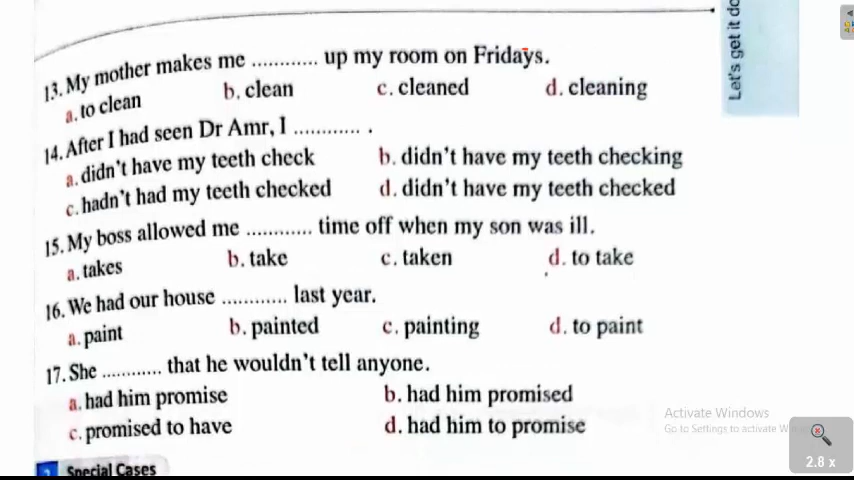 Let's get it do
13. My mother makes me ............ up my room on Fridays.
a. to clean b. clean c. cleaned d. cleaning
14. After I had seen Dr Amr, I ............ .
a. didn't have my teeth check b. didn't have my teeth checking
c. hadn't had my teeth checked d. didn't have my teeth checked
15. My boss allowed me ............ time off when my son was ill.
a. takes b. take c. taken d. to take
16. We had our house ............ last year.
a. paint b. painted c. painting d. to paint
17. She ............ that he wouldn't tell anyone.
a. had him promise b. had him promised
c. promised to have d. had him to promise
Activate Windows
Go to Settings to activate W
2.8 x
Special Cases